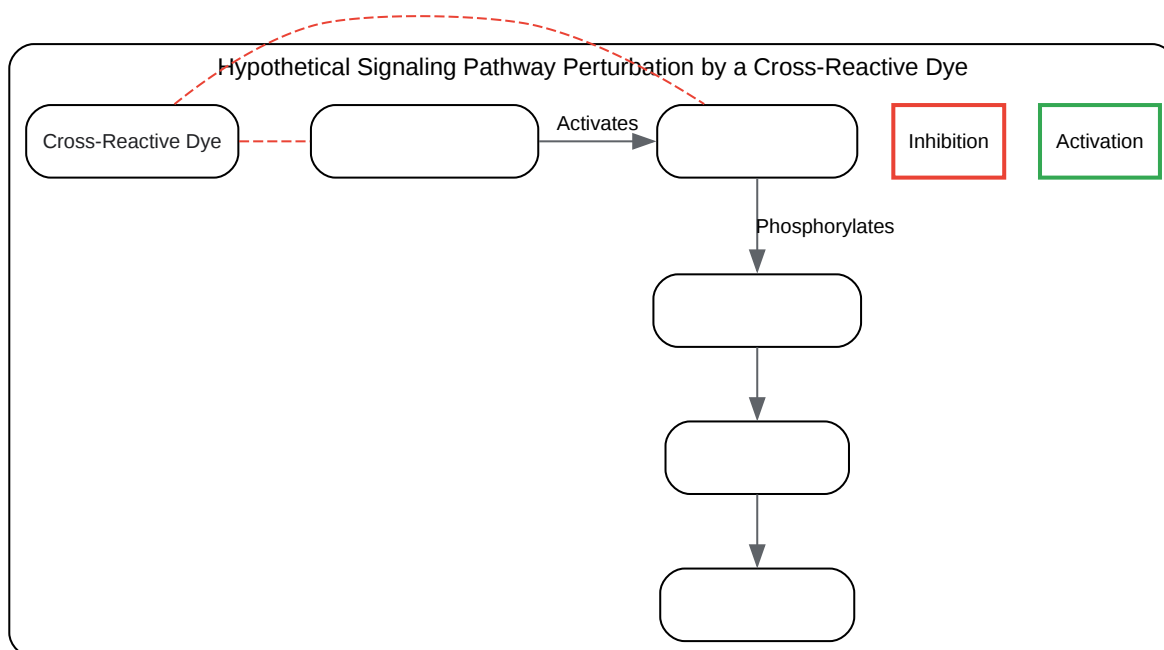 Hypothetical Signaling Pathway Perturbation by a Cross-Reactive Dye
Cross-Reactive Dye
Activates
Inhibition
Activation
Phosphorylates